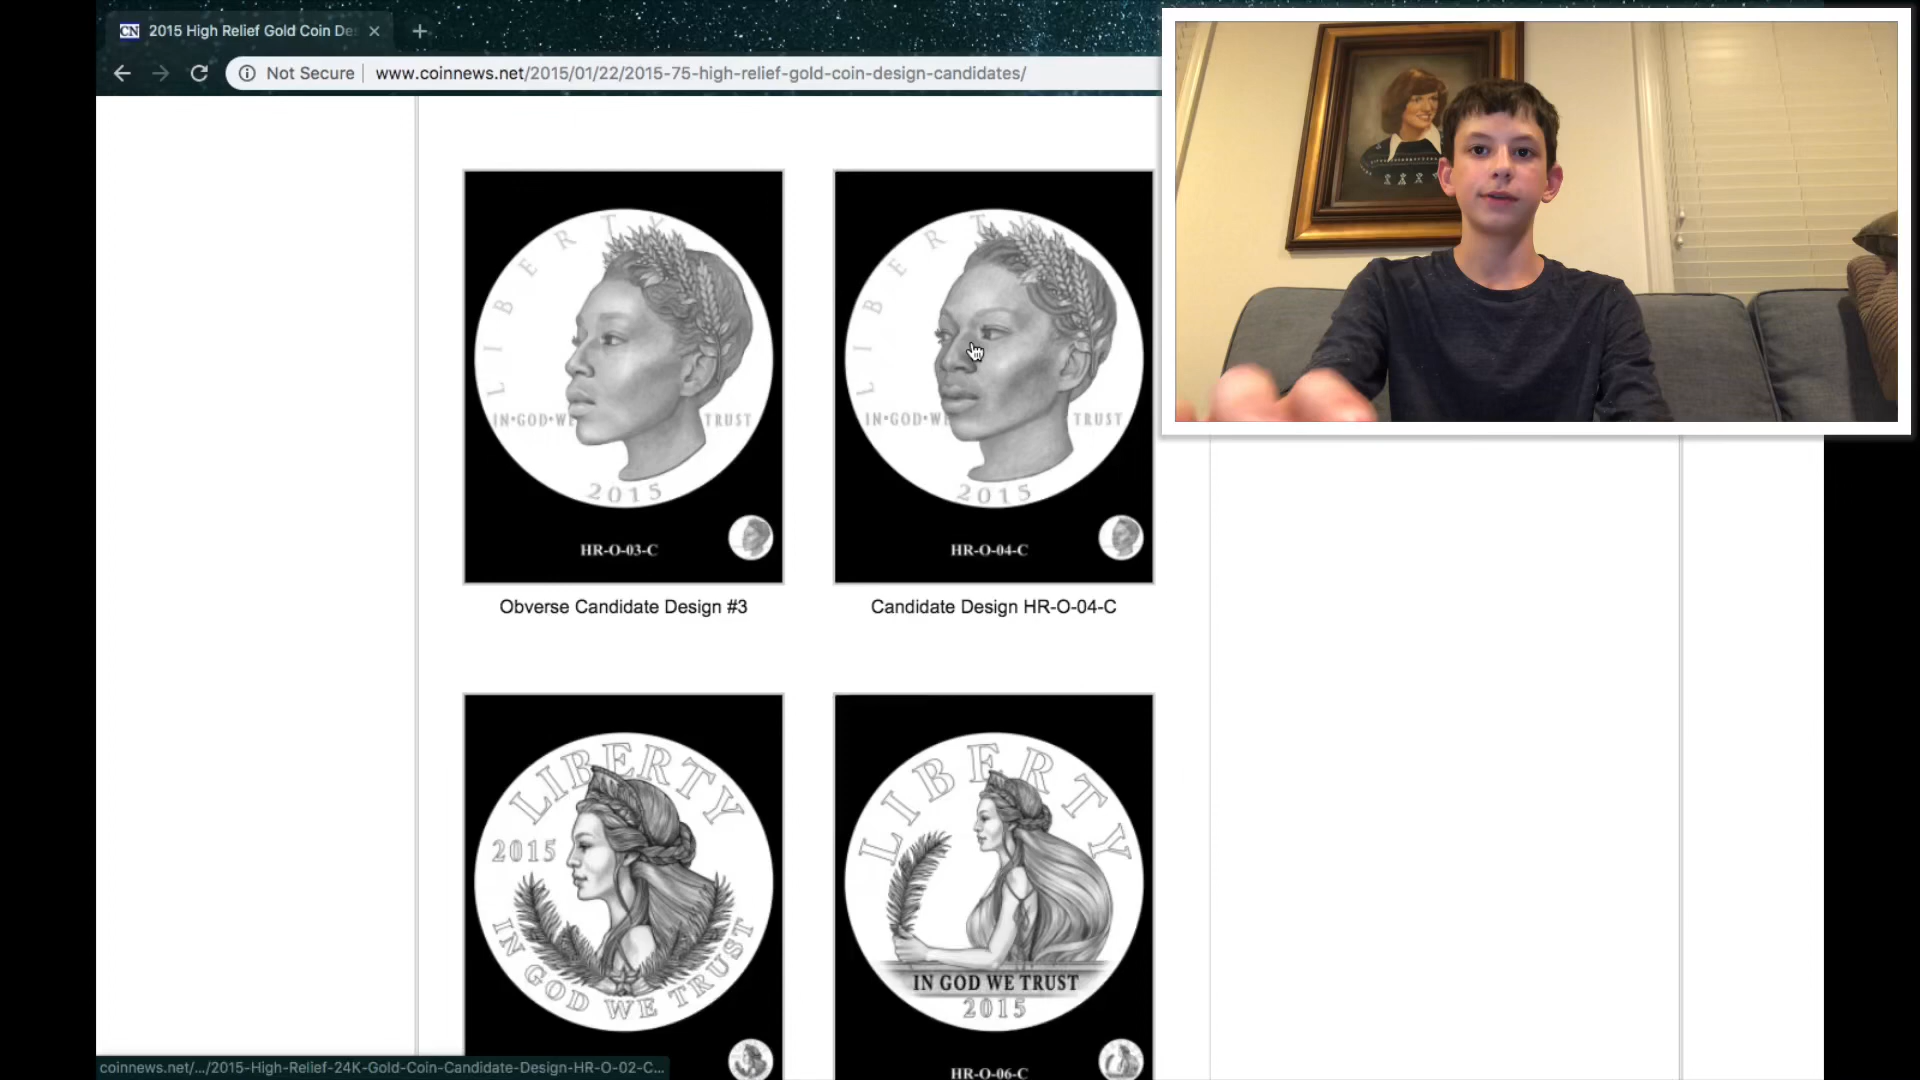 CN 2015 High Relief Gold Coin De
Not Secure www.coinnews.net/2015/01/22/2015-75-high-relief-gold-coin-design-candidates/
LIBERTY
IN•GOD•WE TRUST
2015
HR-O-03-C
LIBERTY
IN•GOD•WE TRUST
2015
HR-O-04-C
Obverse Candidate Design #3
Candidate Design HR-O-04-C
LIBERTY
2015
IN GOD WE TRUST
LIBERTY
IN GOD WE TRUST
2015
HR-O-06-C
coinnews.net/.../2015-High-Relief-24K-Gold-Coin-Candidate-Design-HR-O-02-C...